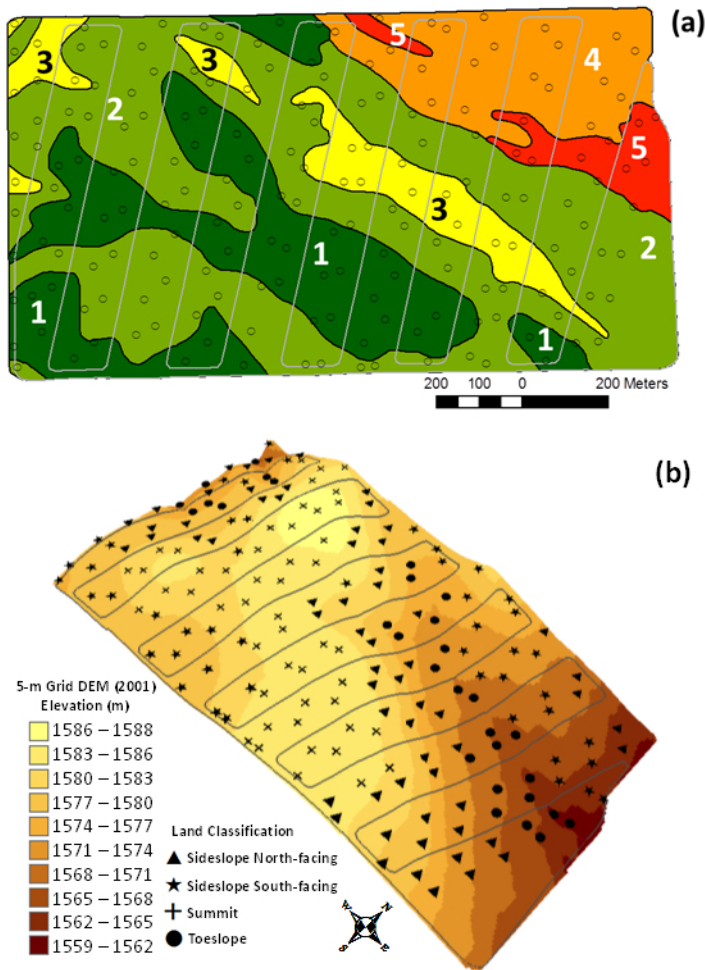 (a)
5
3
3
4
2
5
3
1
2
1
1
200 100 0 200 Meters
(b)
5-m Grid DEM (2001)
Elevation (m)
1586 – 1588
1583 – 1586
1580 – 1583
1577 – 1580
1574 – 1577
1571 – 1574
1568 – 1571
1565 – 1568
1562 – 1565
1559 – 1562
Land Classification
Sideslope North-facing
Sideslope South-facing
Summit
Toeslope
W N
S E